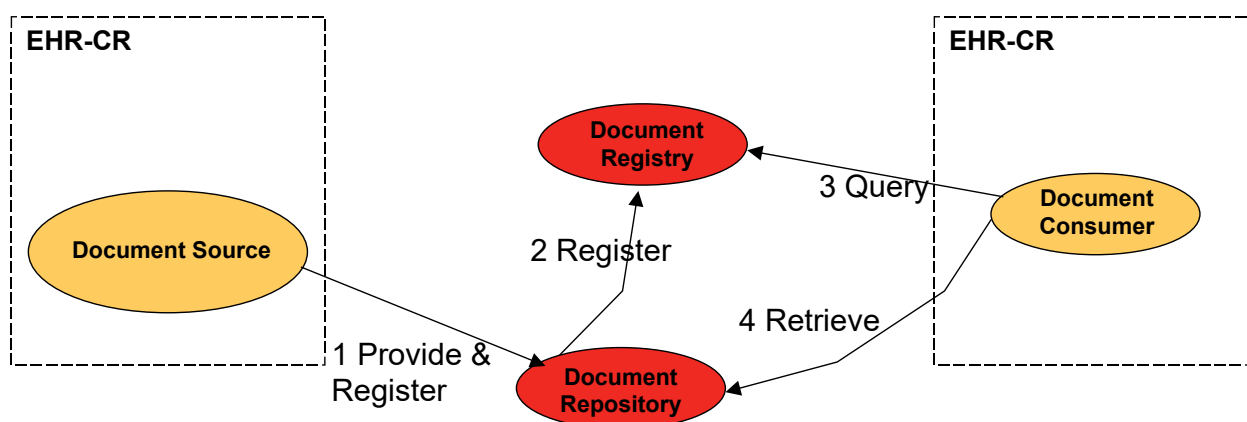 EHR-CR
EHR-CR
Document
Registry
3 Query
Document
Consumer
Document Source
2 Register
4 Retrieve
1 Provide &
Register
Document
Repository